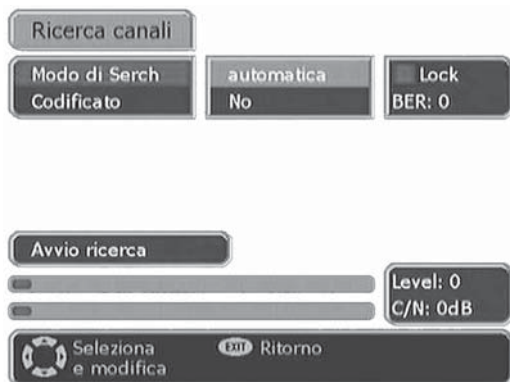 Ricerca canali
Modo di Serch automatica Lock
Codificato No BER: 0
Avvio ricerca
Level: 0
C/N: 0dB
Seleziona EXIT Ritorno
e modifica